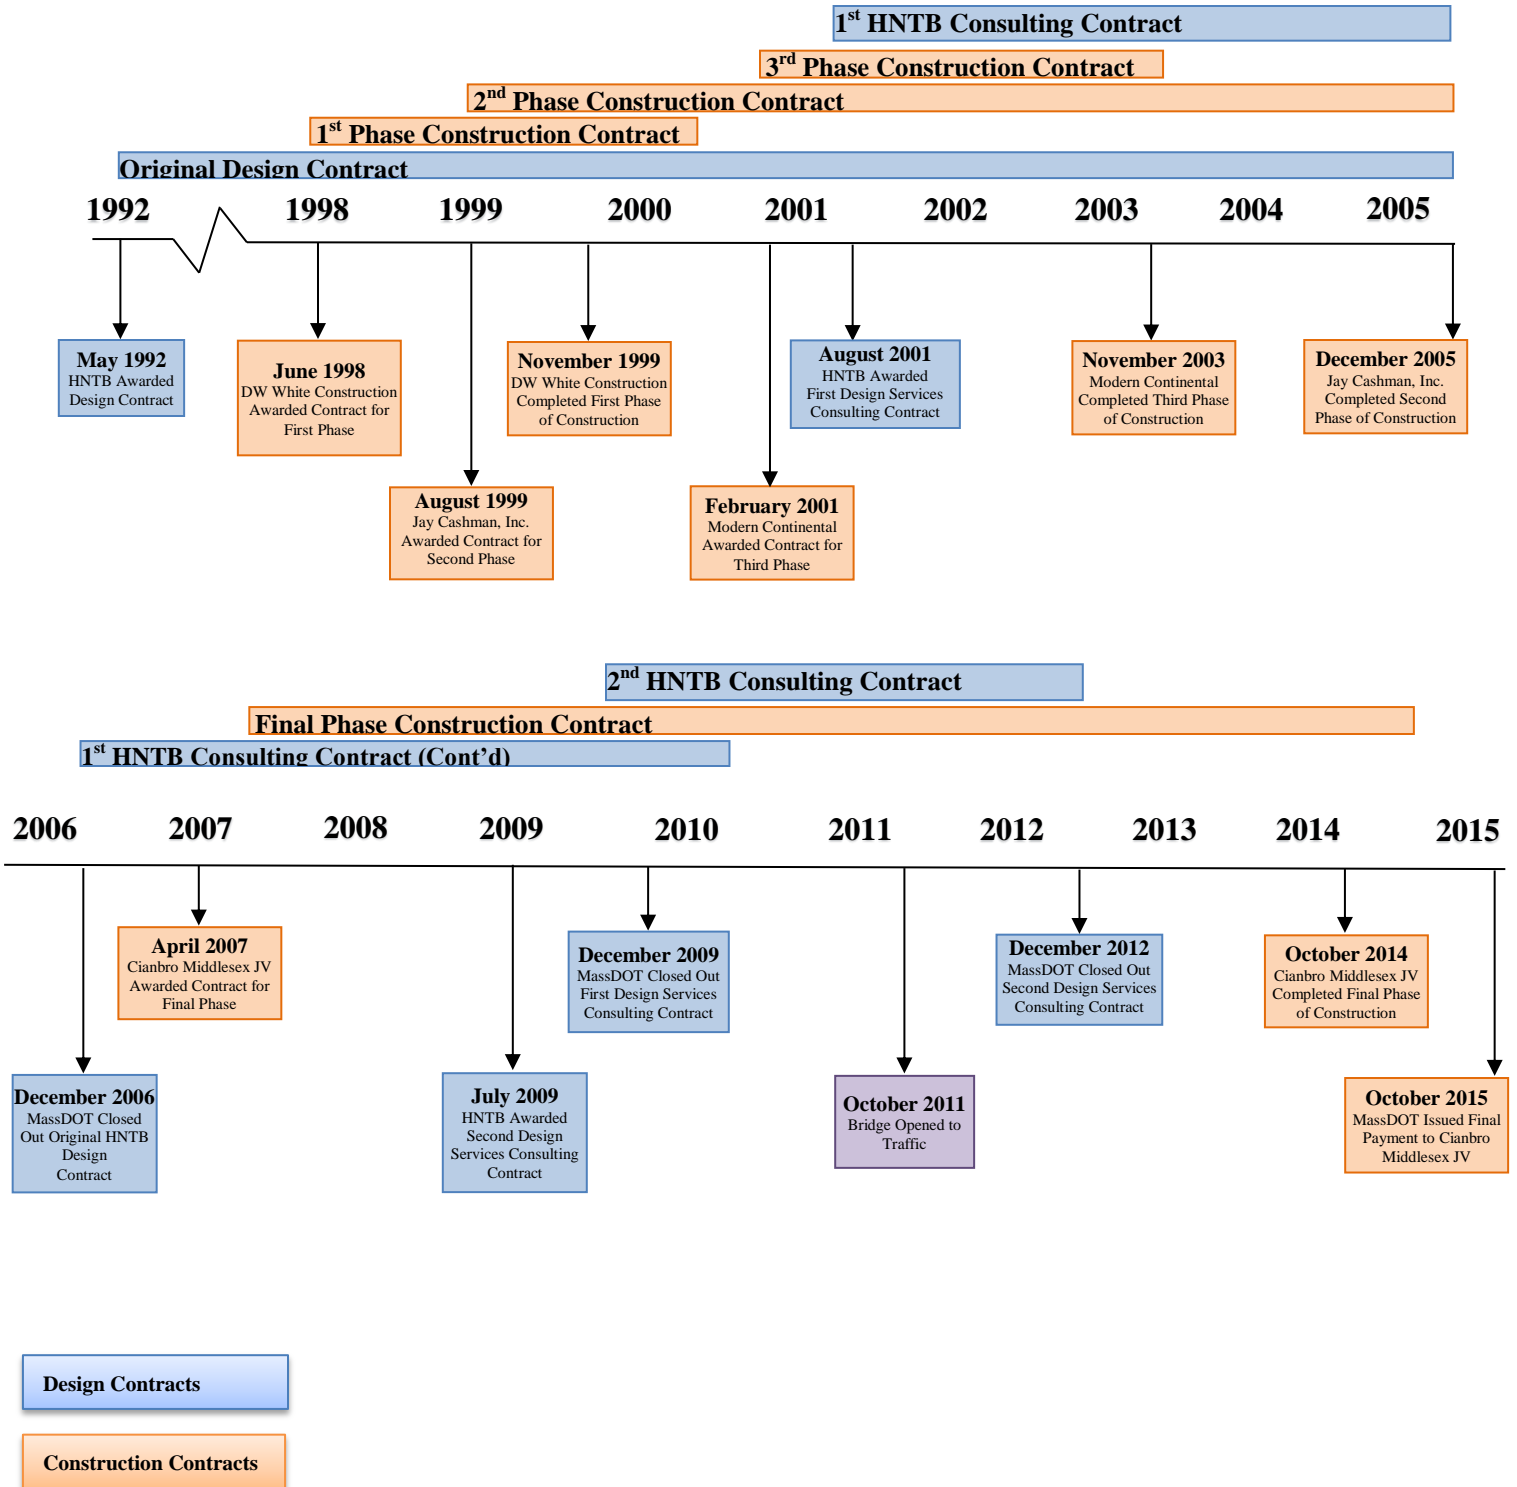 1st HNTB Consulting Contract
3rd Phase Construction Contract
2nd Phase Construction Contract
1st Phase Construction Contract
Original Design Contract
1992 1998 1999 2000 2001 2002 2003 2004 2005
May 1992
HNTB Awarded
Design Contract
June 1998
DW White Construction
Awarded Contract for
First Phase
November 1999
DW White Construction
Completed First Phase
of Construction
August 2001
HNTB Awarded
First Design Services
Consulting Contract
November 2003
Modern Continental
Completed Third Phase
of Construction
December 2005
Jay Cashman, Inc.
Completed Second
Phase of Construction
August 1999
Jay Cashman, Inc.
Awarded Contract for
Second Phase
February 2001
Modern Continental
Awarded Contract for
Third Phase
2nd HNTB Consulting Contract
Final Phase Construction Contract
1st HNTB Consulting Contract (Cont’d)
2006 2007 2008 2009 2010 2011 2012 2013 2014 2015
April 2007
Cianbro Middlesex JV
Awarded Contract for
Final Phase
December 2009
MassDOT Closed Out
First Design Services
Consulting Contract
December 2012
MassDOT Closed Out
Second Design Services
Consulting Contract
October 2014
Cianbro Middlesex JV
Completed Final Phase
of Construction
December 2006
MassDOT Closed
Out Original HNTB
Design
Contract
July 2009
HNTB Awarded
Second Design
Services Consulting
Contract
October 2011
Bridge Opened to
Traffic
October 2015
MassDOT Issued Final
Payment to Cianbro
Middlesex JV
Design Contracts
Construction Contracts